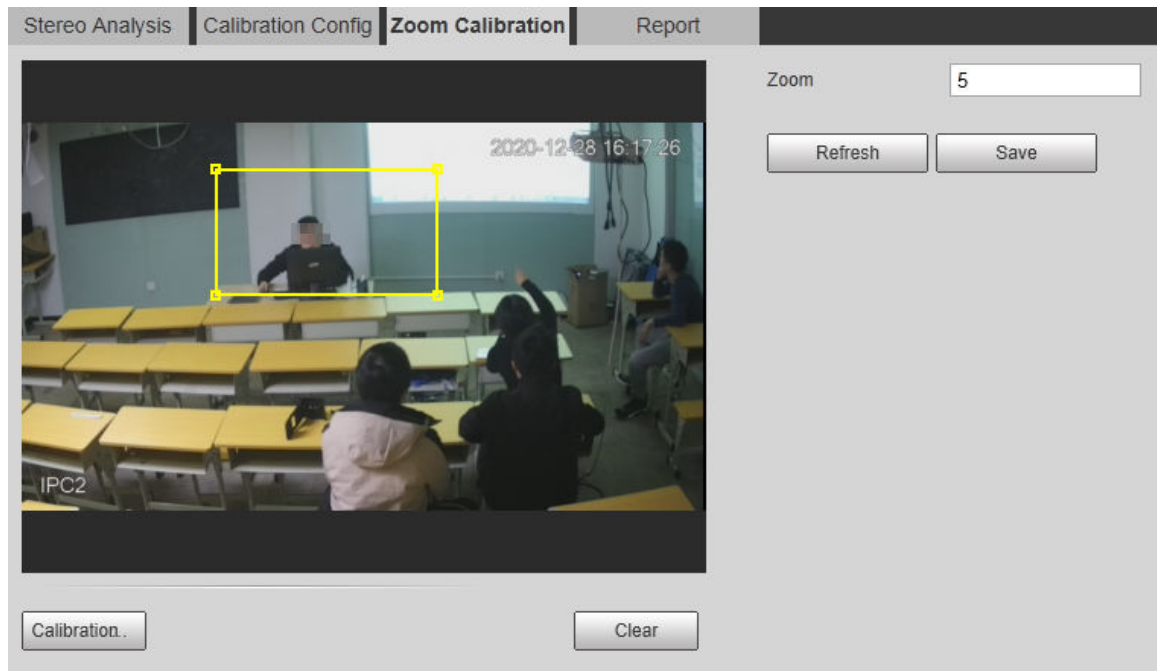 Stereo Analysis Calibration Config Zoom Calibration Report
Zoom 5
2020-12-28 16:17:26
Refresh Save
IPC2
Calibration.. Clear